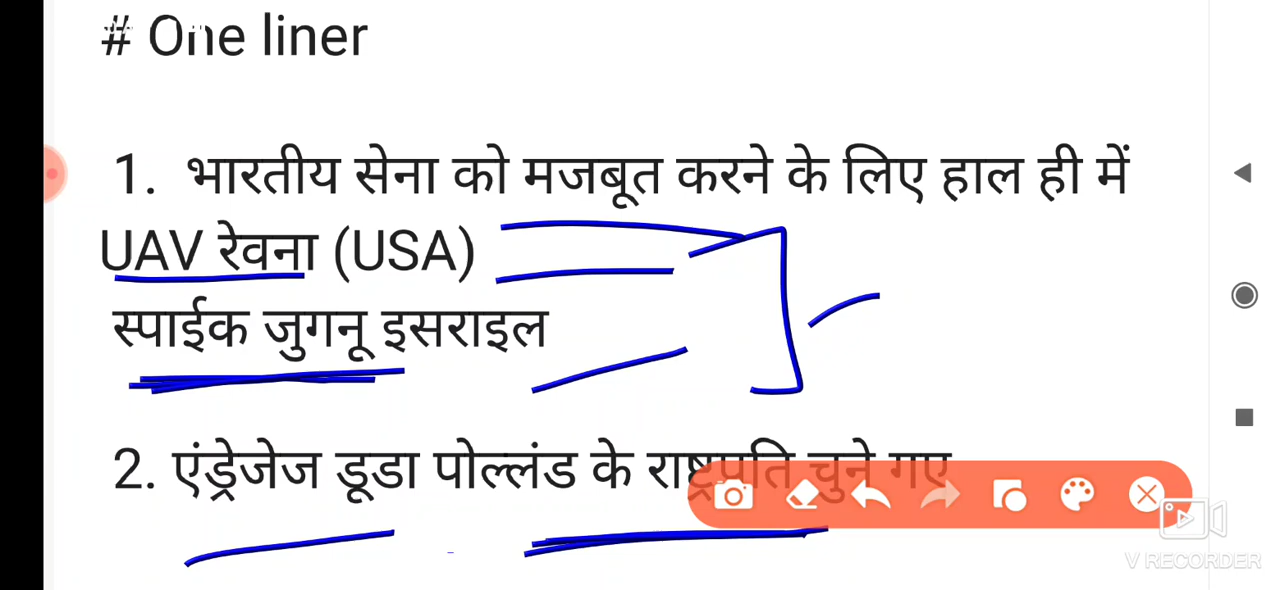 # One liner
1. भारतीय सेना को मजबूत करने के लिए हाल ही में
UAV रेवना (USA)
स्पाईक जुगनू इसराइल
2. एंड्रेजेज डूडा पोल्लंड के राष्ट्रपति चुने गए
V RECORDER